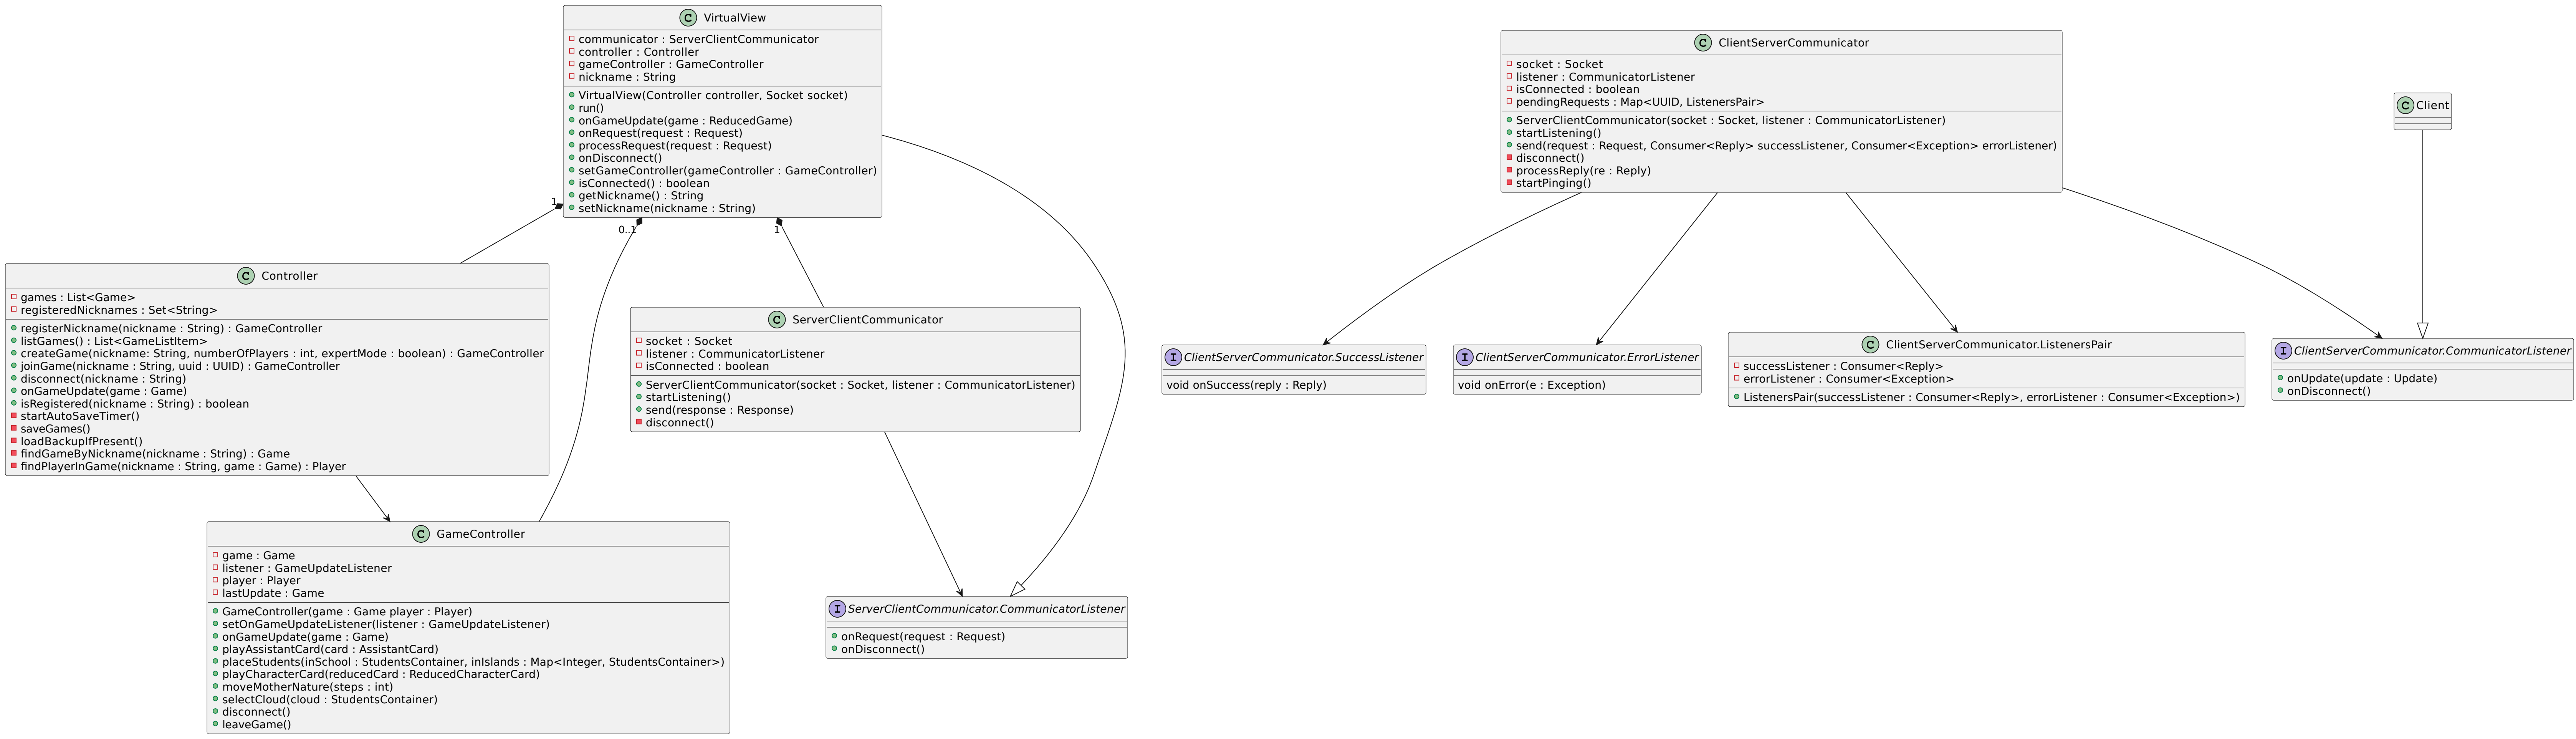 C VirtualView
communicator : ServerClientCommunicator
controller : Controller
gameController : GameController
nickname : String
VirtualView(Controller controller, Socket socket)
run()
onGameUpdate(game : ReducedGame)
onRequest(request : Request)
processRequest(request : Request)
onDisconnect()
setGameController(gameController : GameController)
isConnected() : boolean
getNickname() : String
setNickname(nickname : String)
1
0..1
1
C Controller
games : List<Game>
registeredNicknames : Set<String>
registerNickname(nickname : String) : GameController
listGames() : List<GameListItem>
createGame(nickname: String, numberOfPlayers : int, expertMode : boolean) : GameController
joinGame(nickname : String, uuid : UUID) : GameController
disconnect(nickname : String)
onGameUpdate(game : Game)
isRegistered(nickname : String) : boolean
startAutoSaveTimer()
saveGames()
loadBackupIfPresent()
findGameByNickname(nickname : String) : Game
findPlayerInGame(nickname : String, game : Game) : Player
C ServerClientCommunicator
socket : Socket
listener : CommunicatorListener
isConnected : boolean
ServerClientCommunicator(socket : Socket, listener : CommunicatorListener)
startListening()
send(response : Response)
disconnect()
C GameController
game : Game
listener : GameUpdateListener
player : Player
lastUpdate : Game
GameController(game : Game player : Player)
setOnGameUpdateListener(listener : GameUpdateListener)
onGameUpdate(game : Game)
playAssistantCard(card : AssistantCard)
placeStudents(inSchool : StudentsContainer, inIslands : Map<Integer, StudentsContainer>)
playCharacterCard(reducedCard : ReducedCharacterCard)
moveMotherNature(steps : int)
selectCloud(cloud : StudentsContainer)
disconnect()
leaveGame()
I ServerClientCommunicator.CommunicatorListener
onRequest(request : Request)
onDisconnect()
C ClientServerCommunicator
socket : Socket
listener : CommunicatorListener
isConnected : boolean
pendingRequests : Map<UUID, ListenersPair>
ServerClientCommunicator(socket : Socket, listener : CommunicatorListener)
startListening()
send(request : Request, Consumer<Reply> successListener, Consumer<Exception> errorListener)
disconnect()
processReply(re : Reply)
startPinging()
C Client
I ClientServerCommunicator.SuccessListener
void onSuccess(reply : Reply)
I ClientServerCommunicator.ErrorListener
void onError(e : Exception)
C ClientServerCommunicator.ListenersPair
successListener : Consumer<Reply>
errorListener : Consumer<Exception>
ListenersPair(successListener : Consumer<Reply>, errorListener : Consumer<Exception>)
I ClientServerCommunicator.CommunicatorListener
onUpdate(update : Update)
onDisconnect()